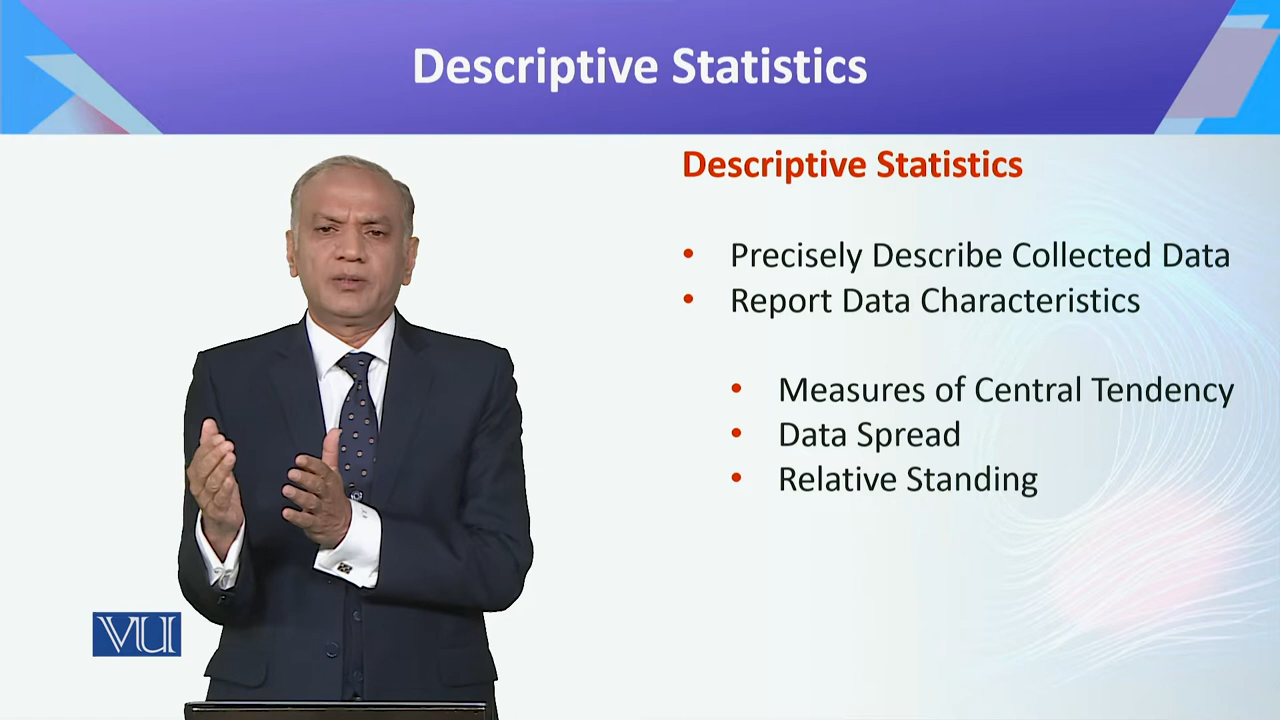 Descriptive Statistics
Descriptive Statistics
• Precisely Describe Collected Data
• Report Data Characteristics
• Measures of Central Tendency
• Data Spread
• Relative Standing
VU